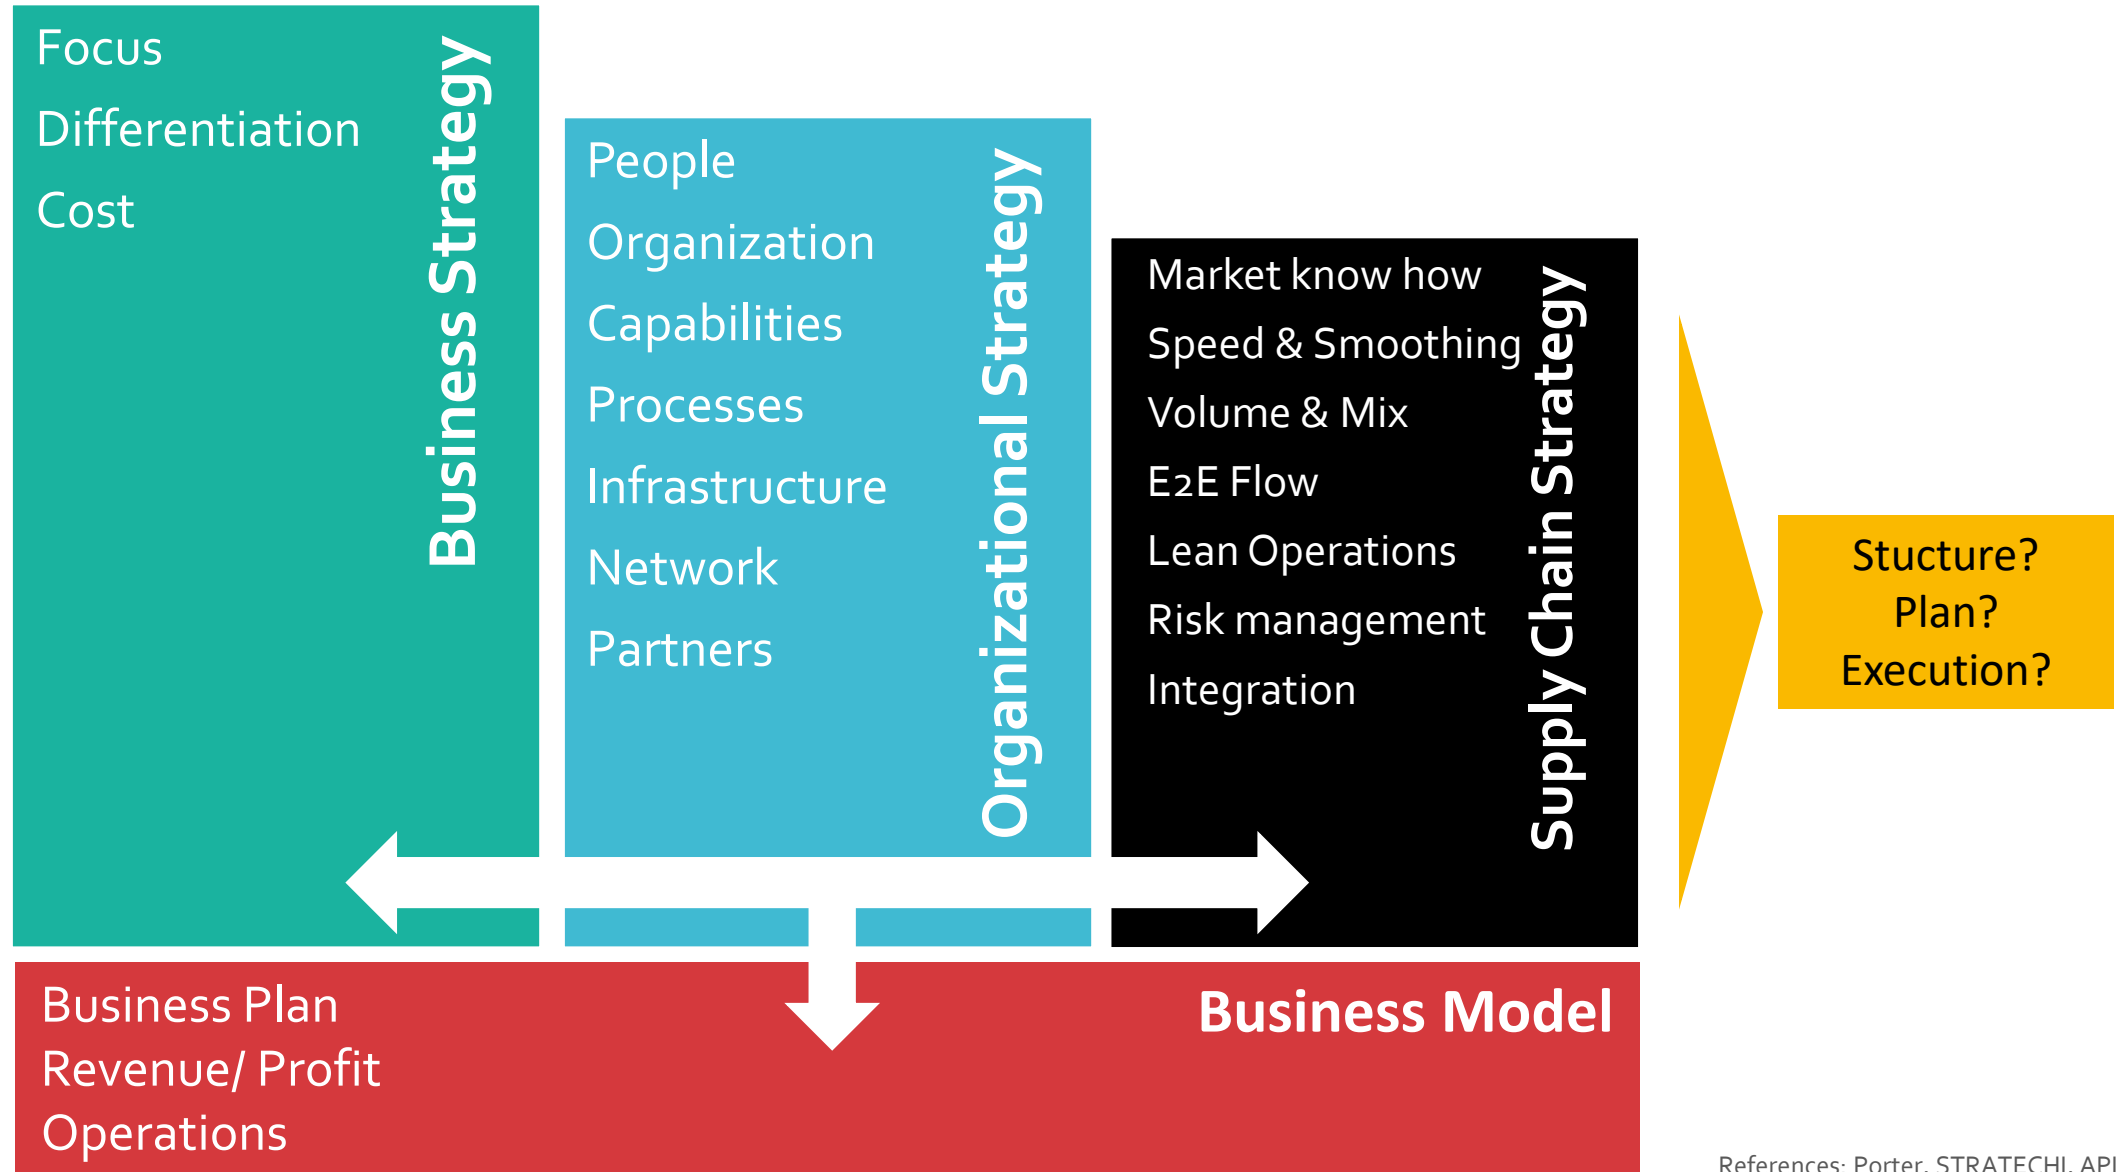 Focus
Differentiation
Cost
Business Strategy
People
Organization
Capabilities
Processes
Infrastructure
Network
Partners
Organizational Strategy
Market know how
Speed & Smoothing
Volume & Mix
E2E Flow
Lean Operations
Risk management
Integration
Supply Chain Strategy
Stucture?
Plan?
Execution?
Business Plan
Revenue/ Profit
Operations
Business Model
References: Porter, STRATECHI,